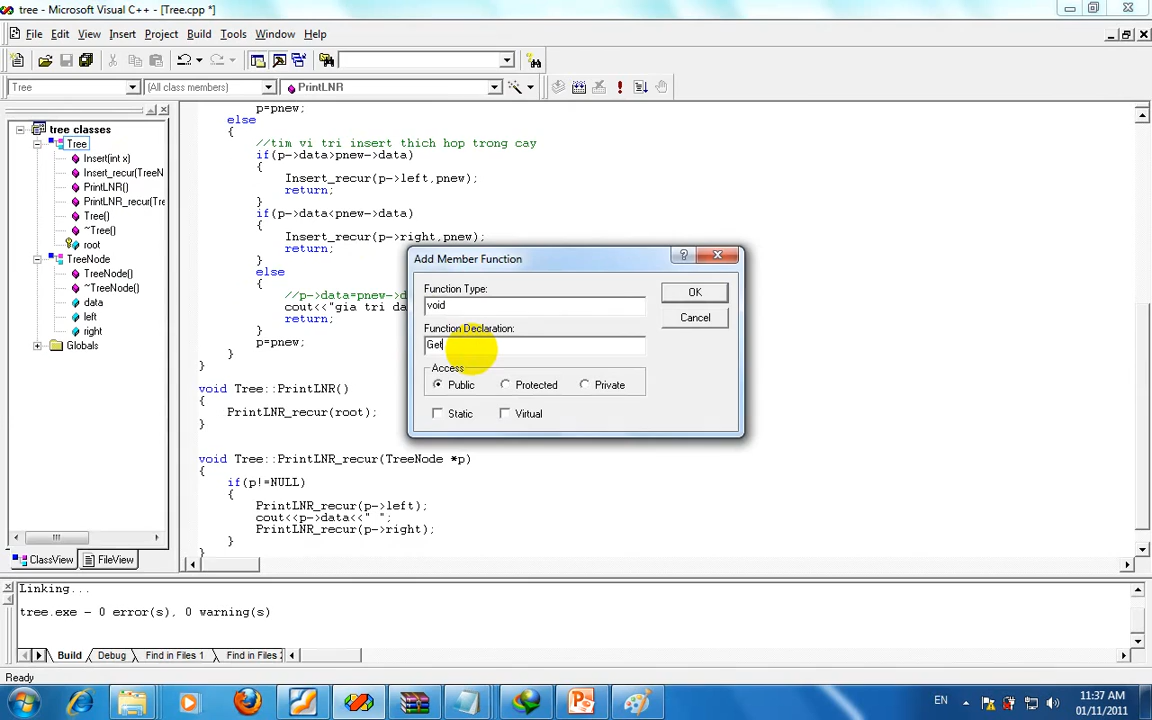 tree - Microsoft Visual C++ - [Tree.cpp *]
File Edit View Insert Project Build Tools Window Help
Tree (All class members) PrintLNR
tree classes
Tree
Insert(int x)
Insert_recur(TreeN
PrintLNR()
PrintLNR_recur(Tre
Tree()
~Tree()
root
TreeNode
TreeNode()
~TreeNode()
data
left
right
Globals
ClassView FileView
p=pnew;
else
{
//tim vi tri insert thich hop trong cay
if(p->data>pnew->data)
{
Insert_recur(p->left,pnew);
return;
}
if(p->data<pnew->data)
{
Insert_recur(p->right,pnew);
return;
}
else
{
//p->data=pnew->d
cout<<"gia tri da
return;
}
p=pnew;
}
}
void Tree::PrintLNR()
{
PrintLNR_recur(root);
}
void Tree::PrintLNR_recur(TreeNode *p)
{
if(p!=NULL)
{
PrintLNR_recur(p->left);
cout<<p->data<<" ";
PrintLNR_recur(p->right);
}
}
Add Member Function
Function Type:
void
OK
Function Declaration:
Cancel
Get
Access
Public Protected Private
Static Virtual
Linking...
tree.exe - 0 error(s), 0 warning(s)
Build Debug Find in Files 1 Find in Files
Ready
EN
11:37 AM
01/11/2011